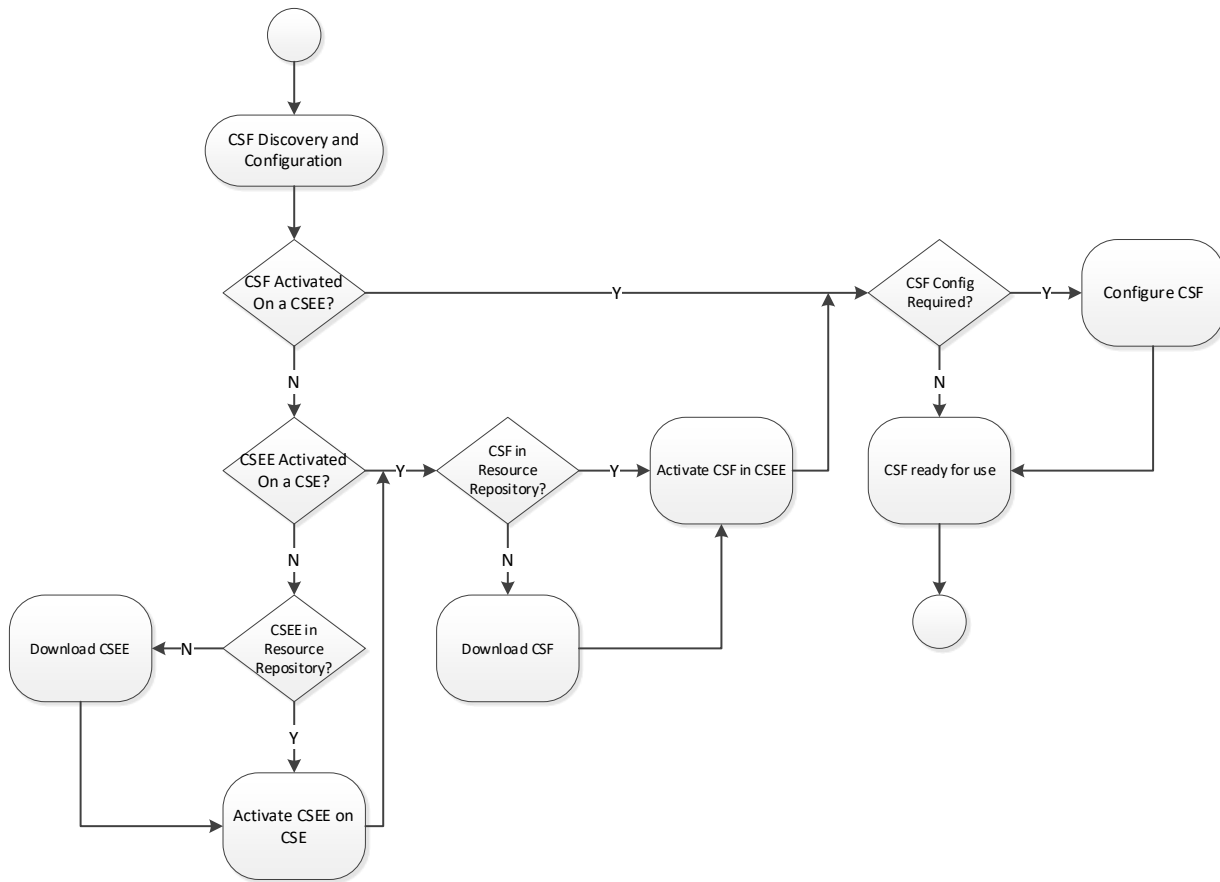 CSF Discovery and
Configuration
CSF Activated
On a CSEE?
Y
CSF Config
Required?
Y
Configure CSF
N
N
CSEE Activated
On a CSE?
Y
CSF in
Resource
Repository?
Y
Activate CSF in CSEE
CSF ready for use
N
N
Download CSEE
N
CSEE in
Resource
Repository?
Download CSF
Y
Activate CSEE on
CSE